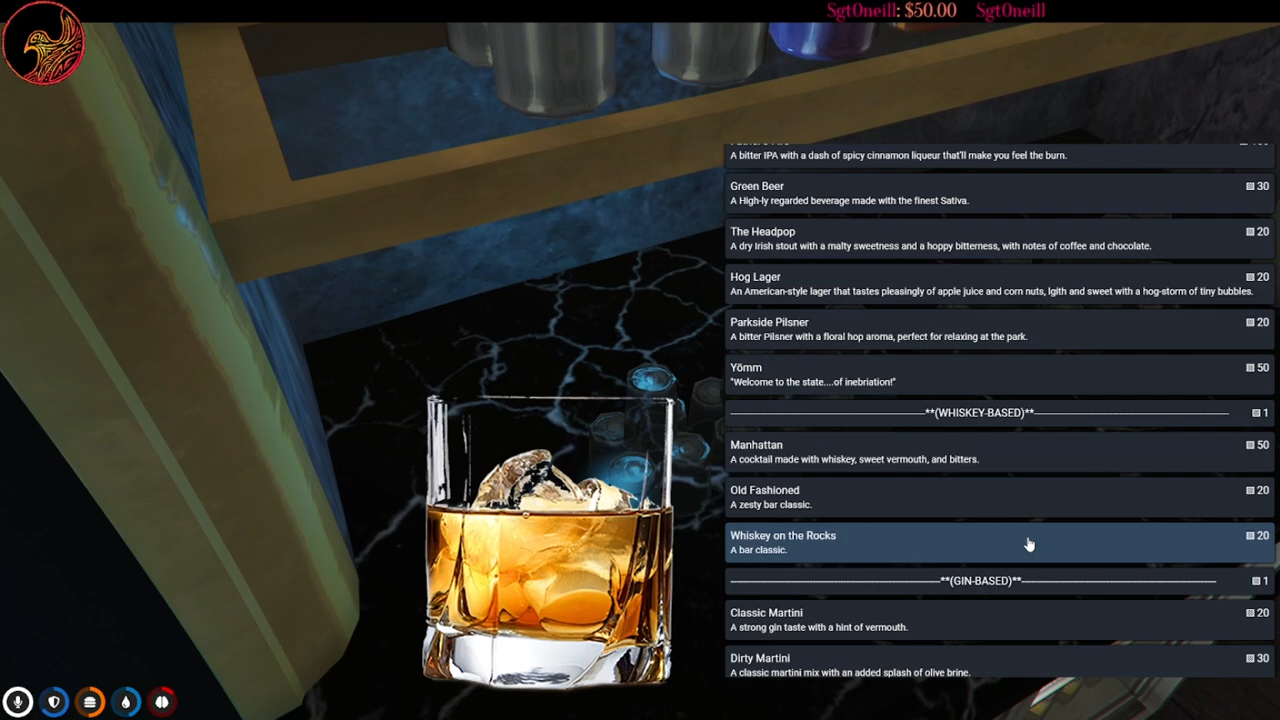 SgtOneill: $50.00 SgtOneill
A bitter IPA with a dash of spicy cinnamon liqueur that'll make you feel the burn.
Green Beer 30
A High-ly regarded beverage made with the finest Sativa.
The Headpop 20
A dry Irish stout with a malty sweetness and a hoppy bitterness, with notes of coffee and chocolate.
Hog Lager 20
An American-style lager that tastes pleasingly of apple juice and corn nuts, lgith and sweet with a hog-storm of tiny bubbles.
Parkside Pilsner 20
A bitter Pilsner with a floral hop aroma, perfect for relaxing at the park.
Yömm 50
"Welcome to the state....of inebriation!"
**(WHISKEY-BASED)** 1
Manhattan 50
A cocktail made with whiskey, sweet vermouth, and bitters.
Old Fashioned 20
A zesty bar classic.
Whiskey on the Rocks 20
A bar classic.
**(GIN-BASED)** 1
Classic Martini 20
A strong gin taste with a hint of vermouth.
Dirty Martini 30
A classic martini mix with an added splash of olive brine.